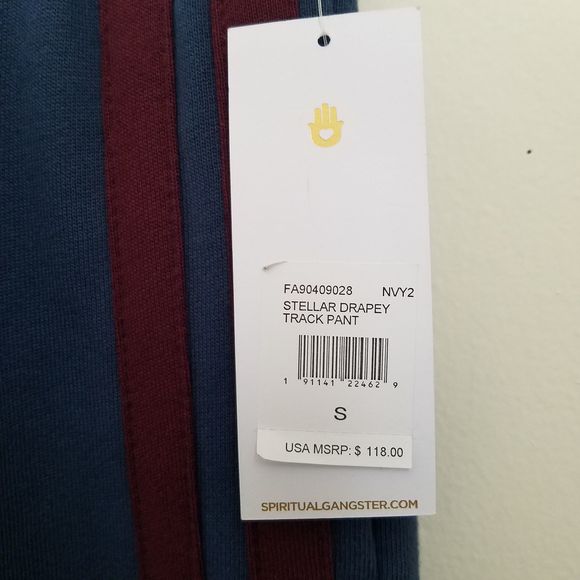 FA90409028 NVY2
STELLAR DRAPEY
TRACK PANT
1 91141 22462 9
S
USA MSRP: $ 118.00
SPIRITUALGANGSTER.COM